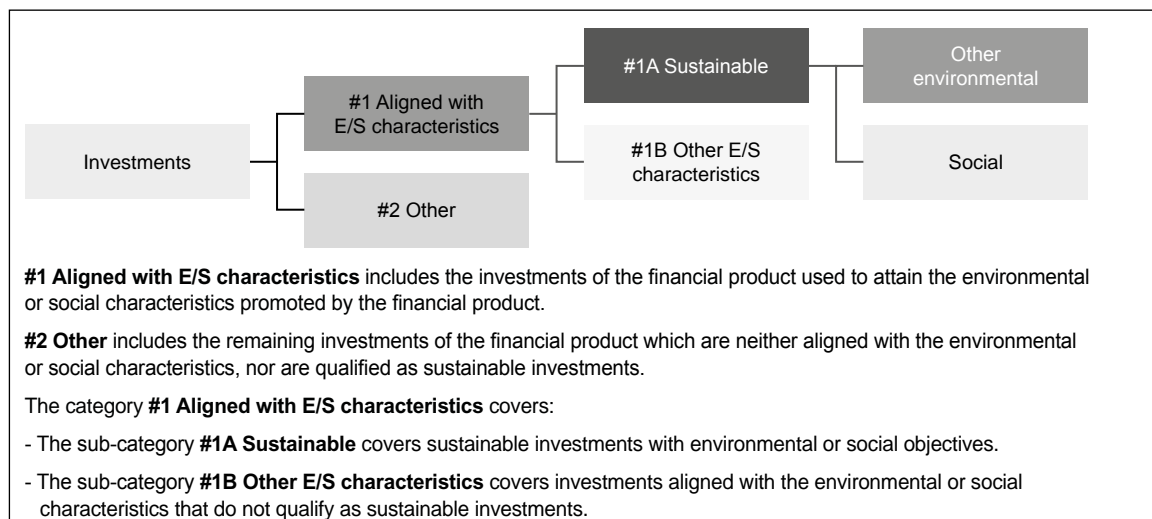 #1A Sustainable
Other
environmental
#1 Aligned with
E/S characteristics
Investments
#1B Other E/S
characteristics
Social
#2 Other
#1 Aligned with E/S characteristics includes the investments of the financial product used to attain the environmental
or social characteristics promoted by the financial product.
#2 Other includes the remaining investments of the financial product which are neither aligned with the environmental
or social characteristics, nor are qualified as sustainable investments.
The category #1 Aligned with E/S characteristics covers:
- The sub-category #1A Sustainable covers sustainable investments with environmental or social objectives.
- The sub-category #1B Other E/S characteristics covers investments aligned with the environmental or social
characteristics that do not qualify as sustainable investments.